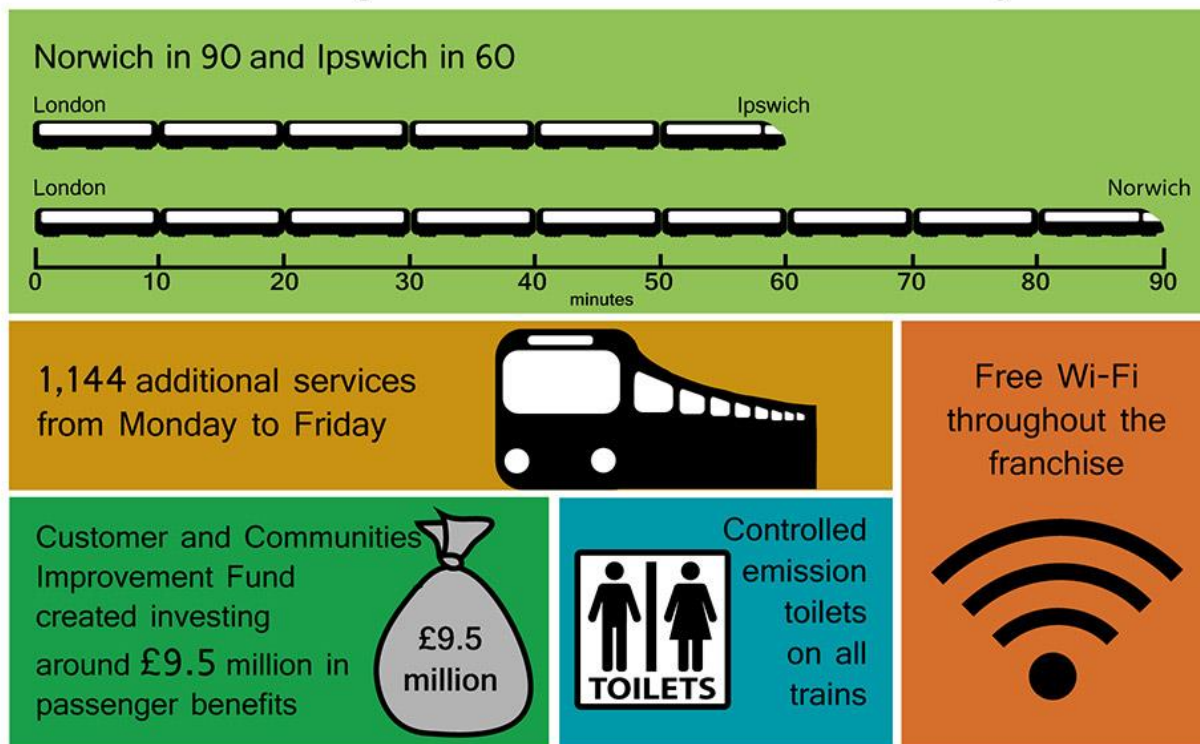 Norwich in 90 and Ipswich in 60
London
Ipswich
London
Norwich
0 10 20 30 40 50 60 70 80 90
minutes
1,144 additional services
from Monday to Friday
Free Wi-Fi
throughout the
franchise
Customer and Communities
Improvement Fund
created investing
around £9.5 million in
passenger benefits
£9.5
million
TOILETS
Controlled
emission
toilets
on all
trains